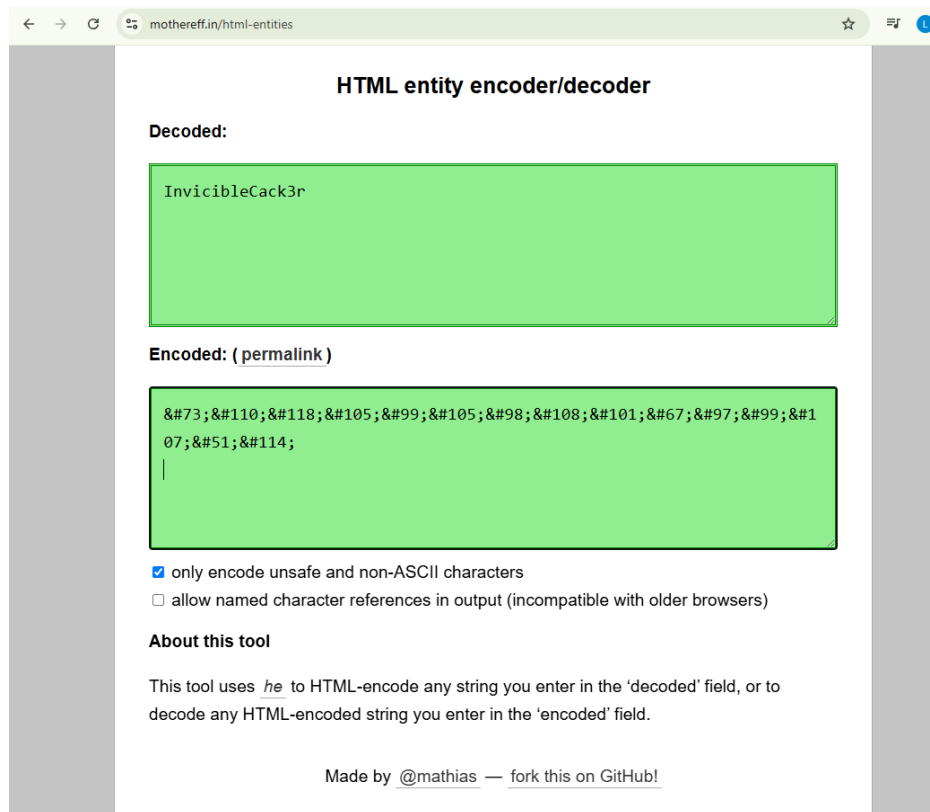 mothereff.in/html-entities
L
HTML entity encoder/decoder
Decoded:
InvicibleCack3r
Encoded: (permalink)
&#73;&#110;&#118;&#105;&#99;&#105;&#98;&#108;&#101;&#67;&#97;&#99;&#1
07;&#51;&#114;
only encode unsafe and non-ASCII characters
allow named character references in output (incompatible with older browsers)
About this tool
This tool uses he to HTML-encode any string you enter in the ‘decoded’ field, or to
decode any HTML-encoded string you enter in the ‘encoded’ field.
Made by @mathias — fork this on GitHub!